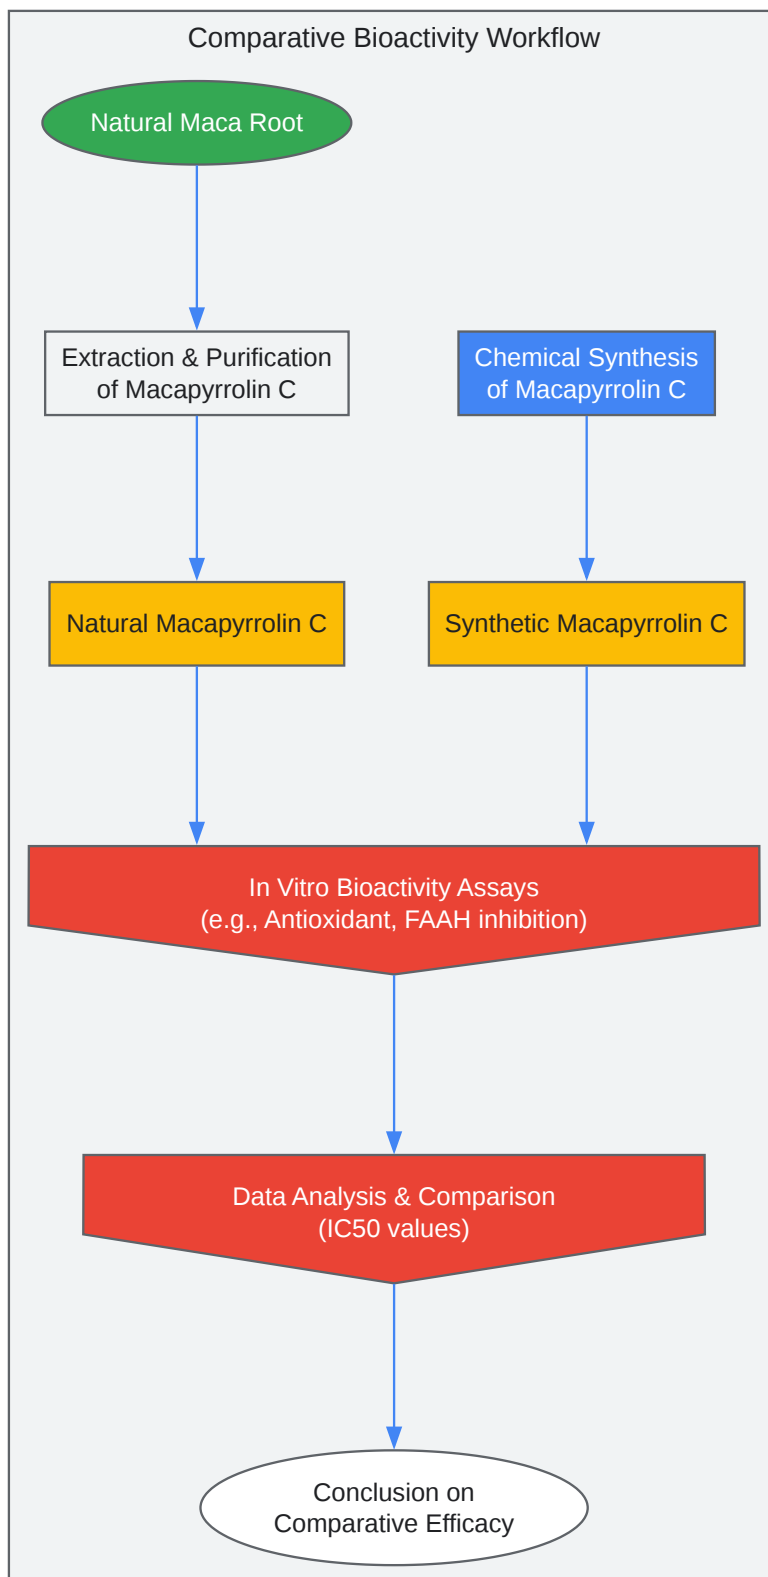 Comparative Bioactivity Workflow
Natural Maca Root
Extraction & Purification
of Macapyrrolin C
Chemical Synthesis
of Macapyrrolin C
Natural Macapyrrolin C
Synthetic Macapyrrolin C
In Vitro Bioactivity Assays
(e.g., Antioxidant, FAAH inhibition)
Data Analysis & Comparison
(IC50 values)
Conclusion on
Comparative Efficacy